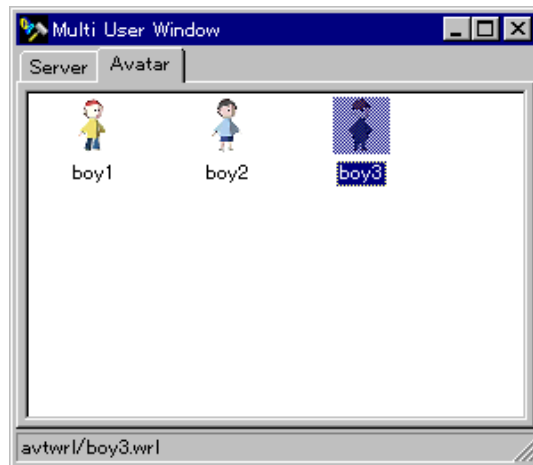 Multi User Window
Server Avatar
boy1 boy2 boy3
avtwrl/boy3.wrl